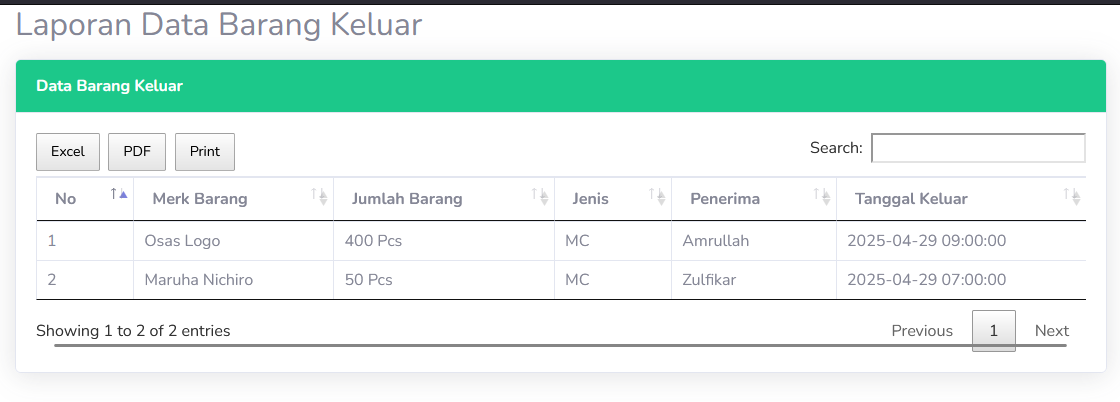 Laporan Data Barang Keluar
Data Barang Keluar
Excel PDF Print Search:
No Merk Barang Jumlah Barang Jenis Penerima Tanggal Keluar
1 Osas Logo 400 Pcs MC Amrullah 2025-04-29 09:00:00
2 Maruha Nichiro 50 Pcs MC Zulfikar 2025-04-29 07:00:00
Showing 1 to 2 of 2 entries Previous 1 Next